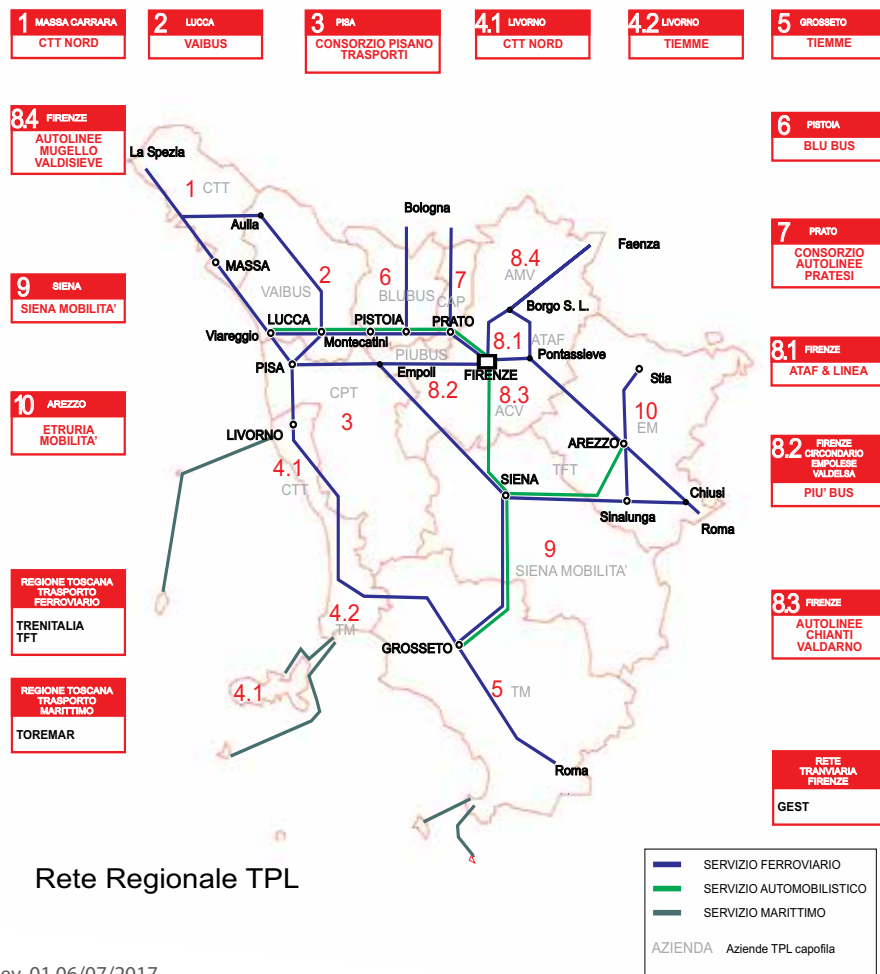 1 MASSA CARRARA
CTT NORD
2 LUCCA
VAIBUS
3 PISA
CONSORZIO PISANO
TRASPORTI
4.1 LIVORNO
CTT NORD
4.2 LIVORNO
TIEMME
5 GROSSETO
TIEMME
8.4 FIRENZE
AUTOLINEE
MUGELLO
VALDISIEVE
6 PISTOIA
BLU BUS
7 PRATO
CONSORZIO
AUTOLINEE
PRATESI
9 SIENA
SIENA MOBILITA'
8.1 FIRENZE
ATAF & LINEA
10 AREZZO
ETRURIA
MOBILITA'
8.2 FIRENZE
CIRCONDARIO
EMPOLESE
VALDELSA
PIU' BUS
REGIONE TOSCANA
TRASPORTO
FERROVIARIO
TRENITALIA
TFT
8.3 FIRENZE
AUTOLINEE
CHIANTI
VALDARNO
REGIONE TOSCANA
TRASPORTO
MARITTIMO
TOREMAR
RETE
TRANVIARIA
FIRENZE
GEST
La Spezia
1 CTT
Aulla
Bologna
8.4
AMV
Faenza
MASSA
2
VAIBUS
6
BLUBUS
7
CAP
Borgo S. L.
LUCCA
PISTOIA
PRATO
8.1
ATAF
Viareggio
Montecatini
PIUBUS
Pontassieve
PISA
Empoli
FIRENZE
Stia
CPT
8.2
8.3
ACV
3
10
EM
LIVORNO
AREZZO
4.1
CTT
TFT
SIENA
Chiusi
Sinalunga
Roma
9
SIENA MOBILITA'
4.2
TM
GROSSETO
4.1
5 TM
Roma
Rete Regionale TPL
SERVIZIO FERROVIARIO
SERVIZIO AUTOMOBILISTICO
SERVIZIO MARITTIMO
AZIENDA Aziende TPL capofila
01 06/07/2017